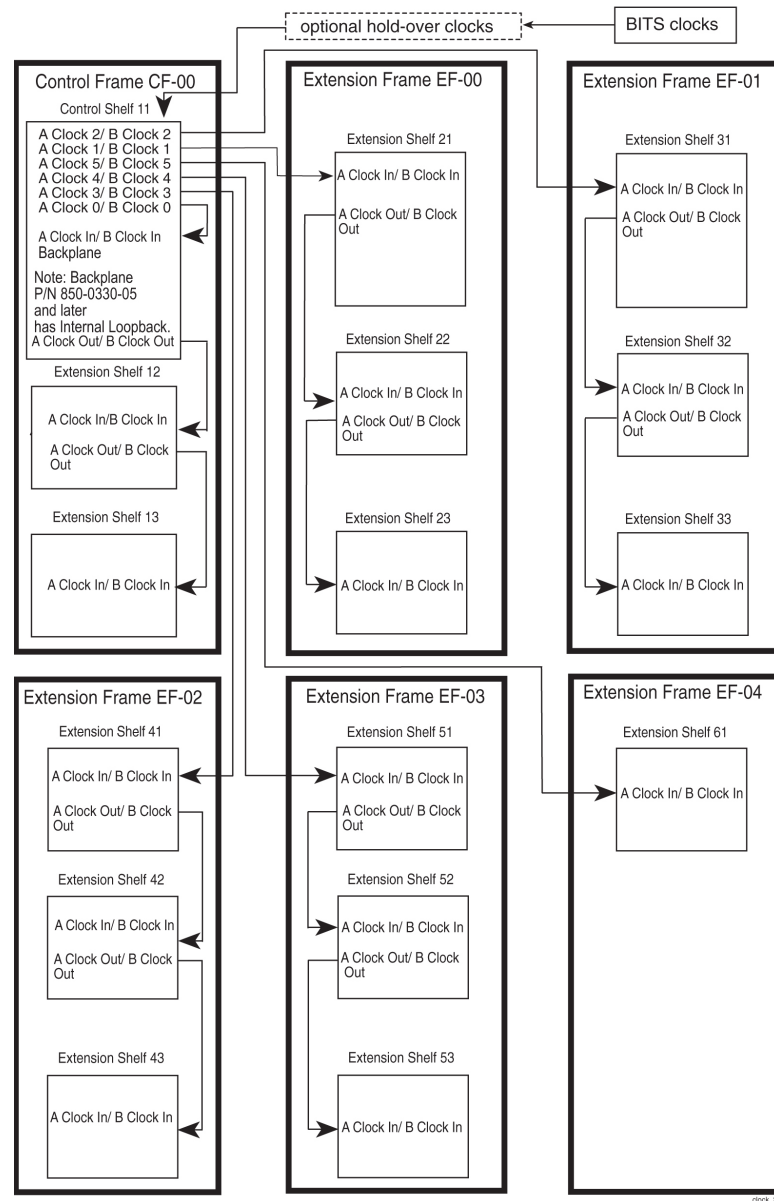 optional hold-over clocks
BITS clocks
Control Frame CF-00
Control Shelf 11
A Clock 2/ B Clock 2
A Clock 1/ B Clock 1
A Clock 5/ B Clock 5
A Clock 4/ B Clock 4
A Clock 3/ B Clock 3
A Clock 0/ B Clock 0
A Clock In/ B Clock In
Backplane
Note: Backplane
P/N 850-0330-05
and later
has Internal Loopback.
A Clock Out/ B Clock Out
Extension Shelf 12
A Clock In/B Clock In
A Clock Out/ B Clock
Out
Extension Shelf 13
A Clock In/ B Clock In
Extension Frame EF-00
Extension Shelf 21
A Clock In/ B Clock In
A Clock Out/ B Clock
Out
Extension Shelf 22
A Clock In/ B Clock In
A Clock Out/ B Clock
Out
Extension Shelf 23
A Clock In/ B Clock In
Extension Frame EF-01
Extension Shelf 31
A Clock In/ B Clock In
A Clock Out/ B Clock
Out
Extension Shelf 32
A Clock In/ B Clock In
A Clock Out/ B Clock
Out
Extension Shelf 33
A Clock In/ B Clock In
Extension Frame EF-02
Extension Shelf 41
A Clock In/ B Clock In
A Clock Out/ B Clock
Out
Extension Shelf 42
A Clock In/ B Clock In
A Clock Out/ B Clock
Out
Extension Shelf 43
A Clock In/ B Clock In
Extension Frame EF-03
Extension Shelf 51
A Clock In/ B Clock In
A Clock Out/ B Clock
Out
Extension Shelf 52
A Clock In/ B Clock In
A Clock Out/ B Clock
Out
Extension Shelf 53
A Clock In/ B Clock In
Extension Frame EF-04
Extension Shelf 61
A Clock In/ B Clock In
clock